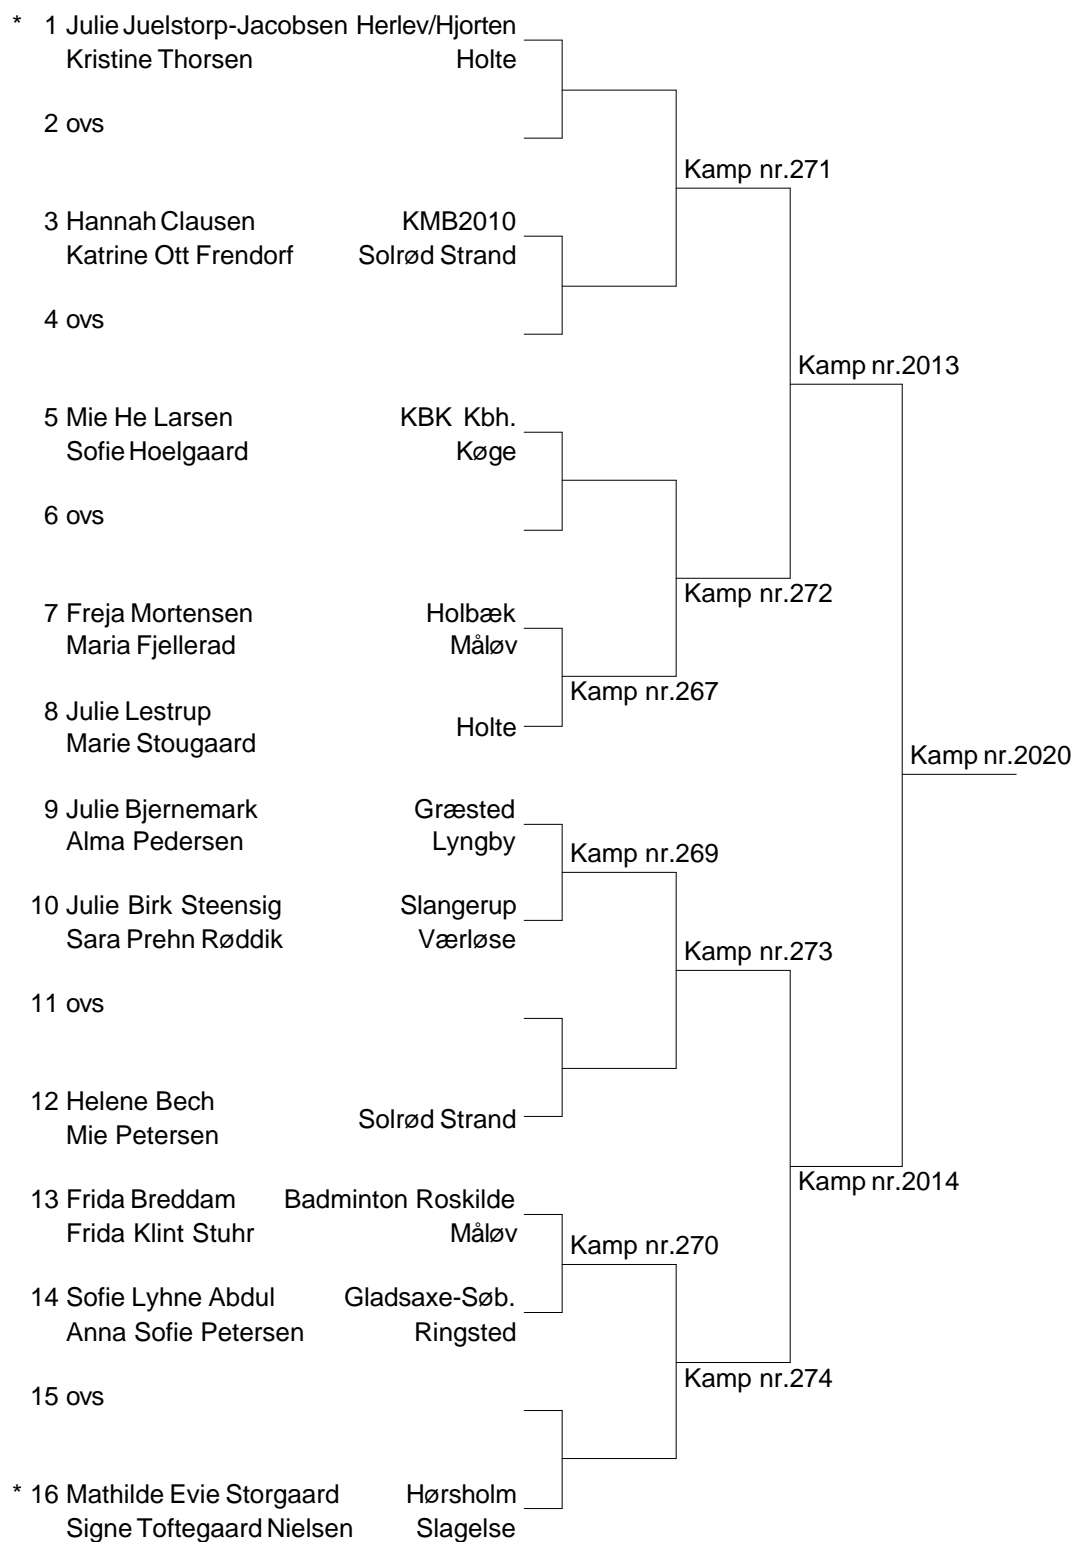 * 1 Julie Juelstorp-Jacobsen Herlev/Hjorten
Kristine Thorsen Holte
2 ovs
Kamp nr.271
3 Hannah Clausen KMB2010
Katrine Ott Frendorf Solrød Strand
4 ovs
Kamp nr.2013
5 Mie He Larsen KBK Kbh.
Sofie Hoelgaard Køge
6 ovs
Kamp nr.272
7 Freja Mortensen Holbæk
Maria Fjellerad Måløv
Kamp nr.267
8 Julie Lestrup
Holte
Marie Stougaard
Kamp nr.2020
9 Julie Bjernemark Græsted
Alma Pedersen Lyngby
Kamp nr.269
10 Julie Birk Steensig Slangerup
Sara Prehn Røddik Værløse
Kamp nr.273
11 ovs
12 Helene Bech
Solrød Strand
Mie Petersen
Kamp nr.2014
13 Frida Breddam Badminton Roskilde
Frida Klint Stuhr Måløv
Kamp nr.270
14 Sofie Lyhne Abdul Gladsaxe-Søb.
Anna Sofie Petersen Ringsted
Kamp nr.274
15 ovs
* 16 Mathilde Evie Storgaard Hørsholm
Signe Toftegaard Nielsen Slagelse